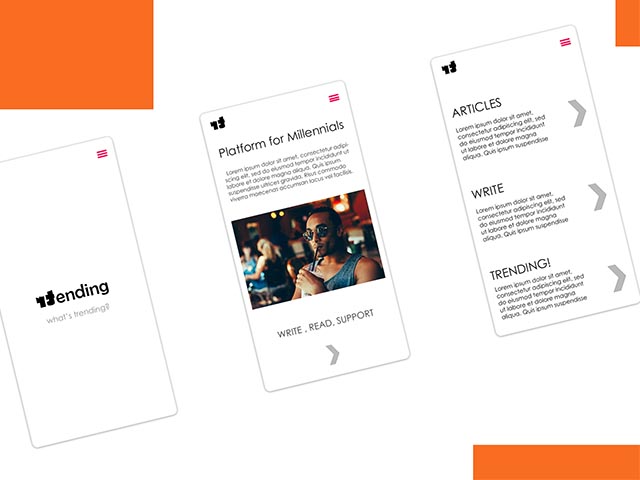 trending
what's trending?
Platform for Millennials
Lorem ipsum dolor sit amet, consectetur adipi-
scing elit, sed do eiusmod tempor incididunt ut
labore et dolore magna aliqua. Quis ipsum
suspendisse ultrices gravida. Risus commodo
viverra maecenas accumsan lacus vel facilisis.
WRITE , READ, SUPPORT
ARTICLES
Lorem ipsum dolor sit amet,
consectetur adipiscing elit, sed
do eiusmod tempor incididunt
ut labore et dolore magna
aliqua. Quis ipsum suspendisse
WRITE
Lorem ipsum dolor sit amet,
consectetur adipiscing elit, sed
do eiusmod tempor incididunt
ut labore et dolore magna
aliqua. Quis ipsum suspendisse
TRENDING!
Lorem ipsum dolor sit amet,
consectetur adipiscing elit, sed
do eiusmod tempor incididunt
ut labore et dolore magna
aliqua. Quis ipsum suspendisse